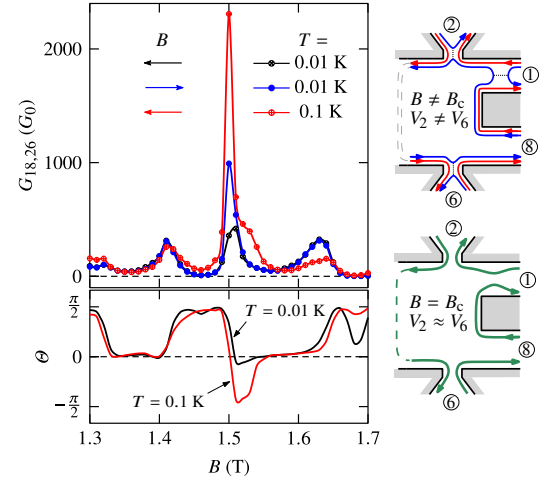 G₁₈,₂₆ (G₀)
2000
1000
0
B
T =
0.01 K
0.01 K
0.1 K
Θ
π/2
0
−π/2
T = 0.01 K
T = 0.1 K
1.3 1.4 1.5 1.6 1.7
B (T)
②
①
B ≠ B_c
V₂ ≠ V₆
⑧
⑥
②
①
B = B_c
V₂ ≈ V₆
⑧
⑥